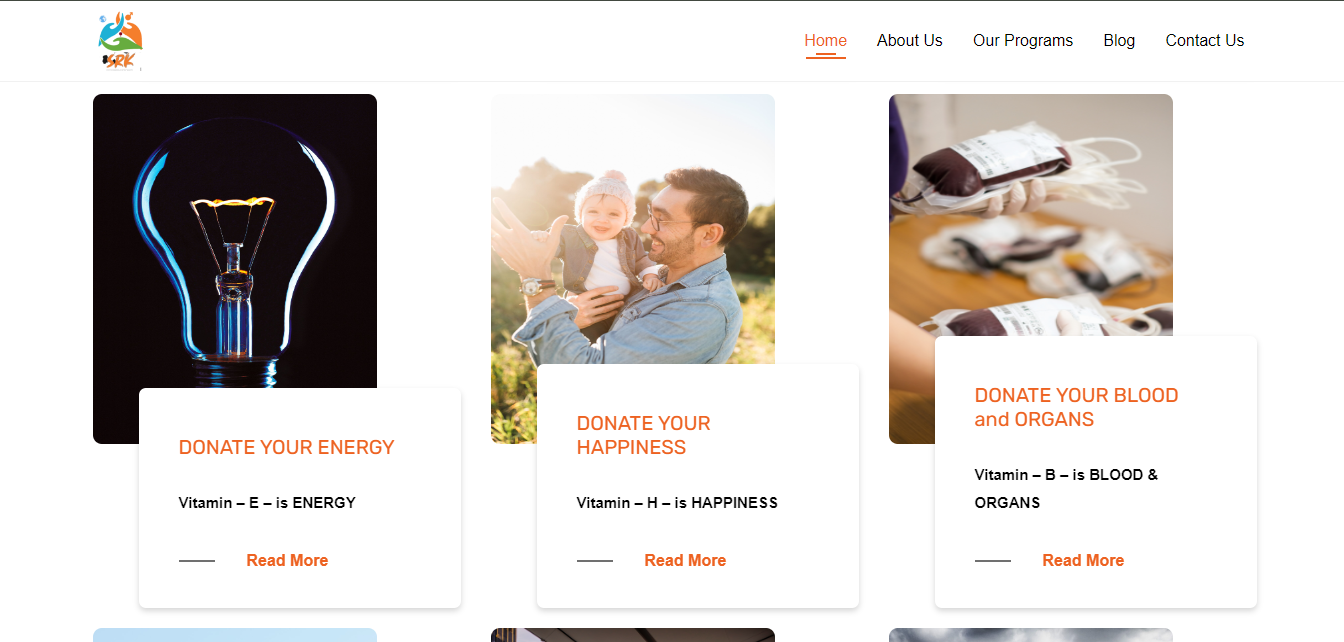 SRK
Home
About Us
Our Programs
Blog
Contact Us
DONATE YOUR ENERGY
Vitamin – E – is ENERGY
Read More
DONATE YOUR
HAPPINESS
Vitamin – H – is HAPPINESS
Read More
DONATE YOUR BLOOD
and ORGANS
Vitamin – B – is BLOOD &
ORGANS
Read More